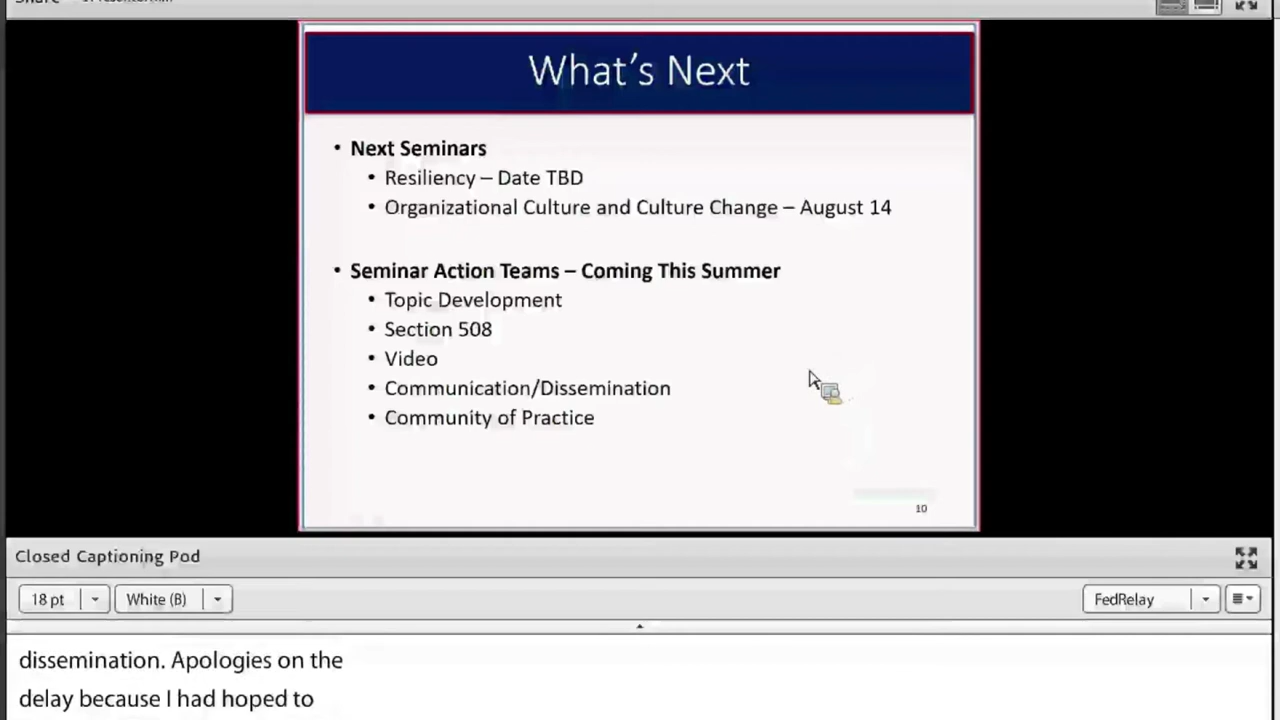 What's Next
• Next Seminars
• Resiliency – Date TBD
• Organizational Culture and Culture Change – August 14
• Seminar Action Teams – Coming This Summer
• Topic Development
• Section 508
• Video
• Communication/Dissemination
• Community of Practice
10
Closed Captioning Pod
18 pt
White (B)
FedRelay
dissemination. Apologies on the
delay because I had hoped to